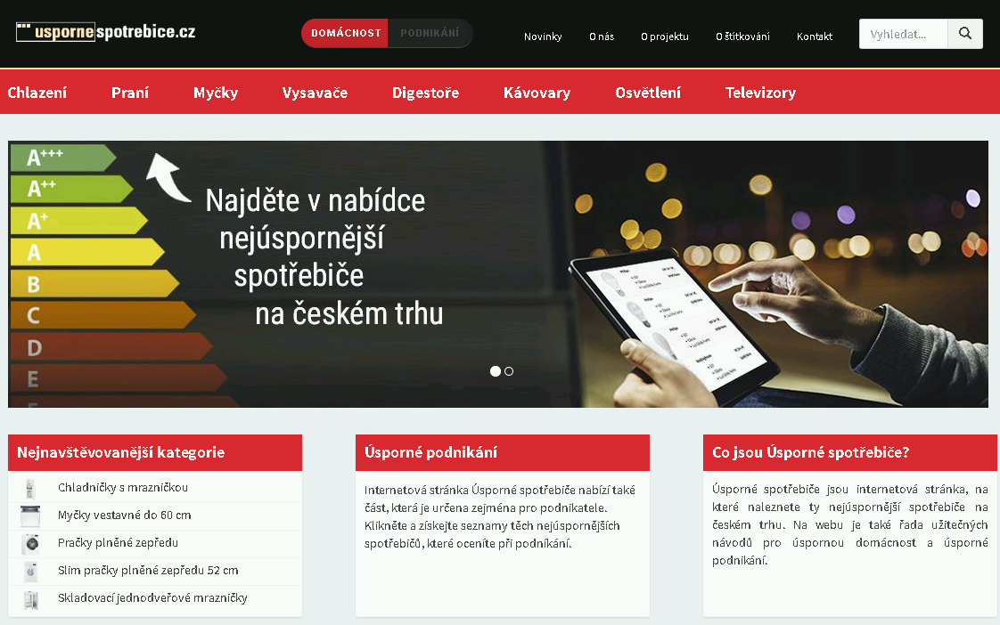 usporne spotrebice.cz
DOMÁCNOST PODNIKÁNÍ
Novinky O nás O projektu O štítkování Kontakt
Vyhledat...
Chlazení Praní Myčky Vysavače Digestoře Kávovary Osvětlení Televizory
A+++
A++
A+
A
B
C
D
E
Najděte v nabídce
nejúspornější
spotřebiče
na českém trhu
Nejnavštěvovanější kategorie
Chladničky s mrazničkou
Myčky vestavné do 60 cm
Pračky plněné zepředu
Slim pračky plněné zepředu 52 cm
Skladovací jednodveřové mrazničky
Úsporné podnikání
Internetová stránka Úsporné spotřebiče nabízí také
část, která je určena zejména pro podnikatele.
Klikněte a získejte seznamy těch nejúspornějších
spotřebičů, které oceníte při podníkání.
Co jsou Úsporné spotřebiče?
Úsporné spotřebiče jsou internetová stránka, na
které naleznete ty nejúspornější spotřebiče na
českém trhu. Na webu je také řada užitečných
návodů pro úspornou domácnost a úsporné
podnikání.